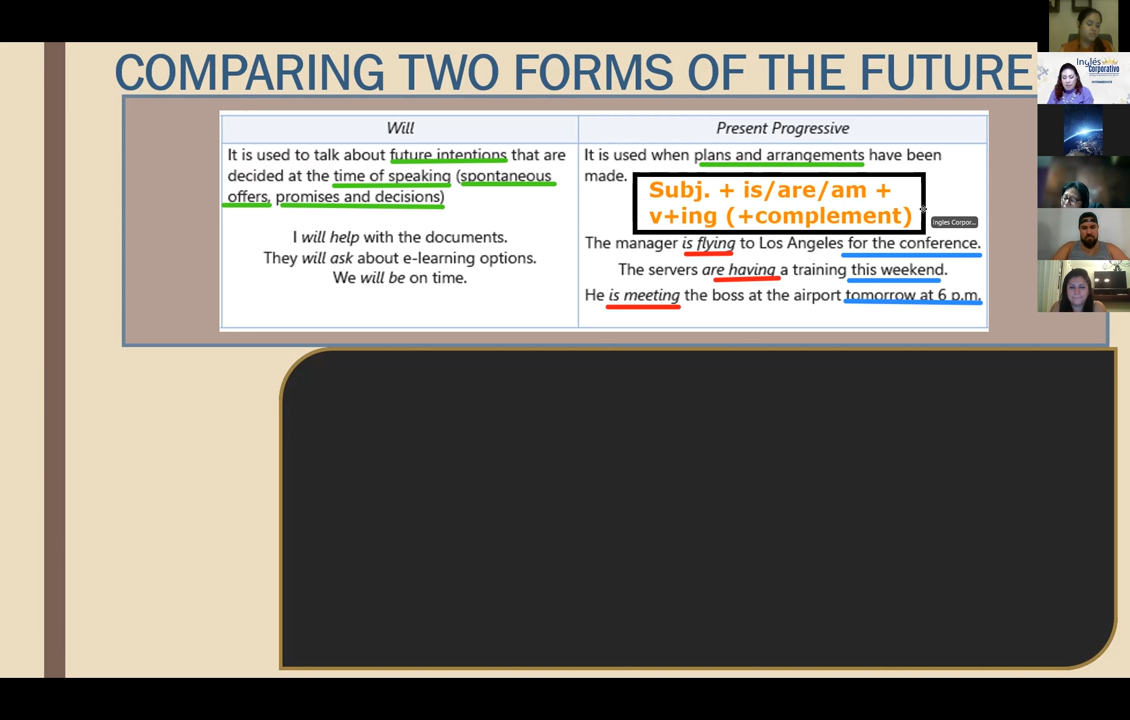 COMPARING TWO FORMS OF THE FUTURE
Will
It is used to talk about future intentions that are
decided at the time of speaking (spontaneous
offers, promises and decisions)
I will help with the documents.
They will ask about e-learning options.
We will be on time.
Present Progressive
It is used when plans and arrangements have been
made.
Subj. + is/are/am +
v+ing (+complement)
The manager is flying to Los Angeles for the conference.
The servers are having a training this weekend.
He is meeting the boss at the airport tomorrow at 6 p.m.
Ingles Corpor...
Inglés
Corporativo